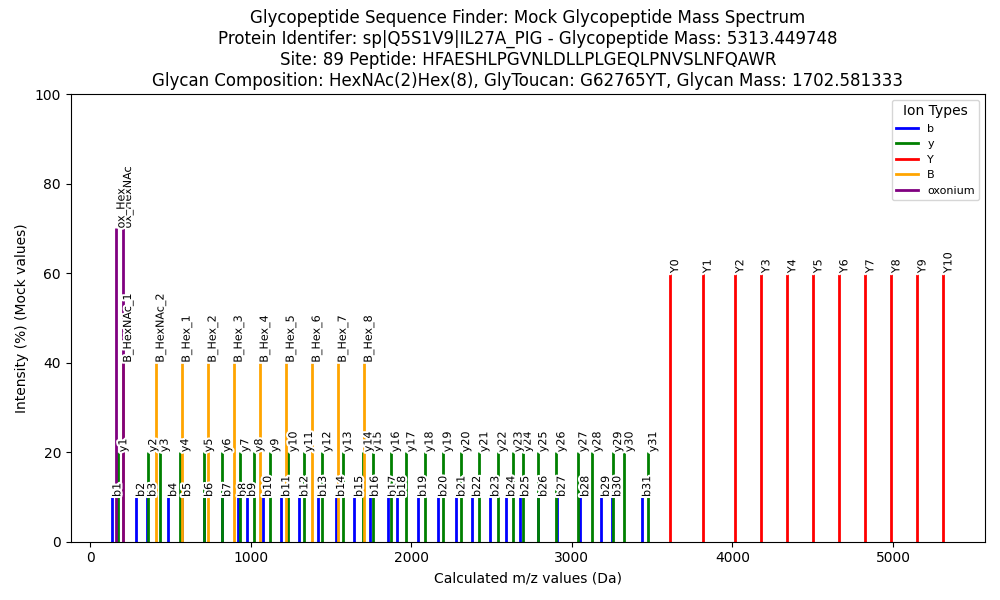 Glycopeptide Sequence Finder: Mock Glycopeptide Mass Spectrum
Protein Identifer: sp|Q5S1V9|IL27A_PIG - Glycopeptide Mass: 5313.449748
Site: 89 Peptide: HFAESHLPGVNLDLLPLGEQLPNVSLNFQAWR
Glycan Composition: HexNAc(2)Hex(8), GlyToucan: G62765YT, Glycan Mass: 1702.581333
Intensity (%) (Mock values)
100
80
60
40
20
0
Ion Types
b
y
Y
B
oxonium
ox_Hex
ox_HexNAc
Y0
Y1
Y2
Y3
Y4
Y5
Y6
Y7
Y8
Y9
Y10
B_HexNAc_1
B_HexNAc_2
B_Hex_1
B_Hex_2
B_Hex_3
B_Hex_4
B_Hex_5
B_Hex_6
B_Hex_7
B_Hex_8
y1
y2
y3
y4
y5
y6
y7
y8
y9
y10
y11
y12
y13
y14
y15
y16
y17
y18
y19
y20
y21
y22
y23
y24
y25
y26
y27
y28
y29
y30
y31
b1
b2
b3
b4
b5
b6
b7
b8
b9
b10
b11
b12
b13
b14
b15
b16
b17
b18
b19
b20
b21
b22
b23
b24
b25
b26
b27
b28
b29
b30
b31
0
1000
2000
3000
4000
5000
Calculated m/z values (Da)